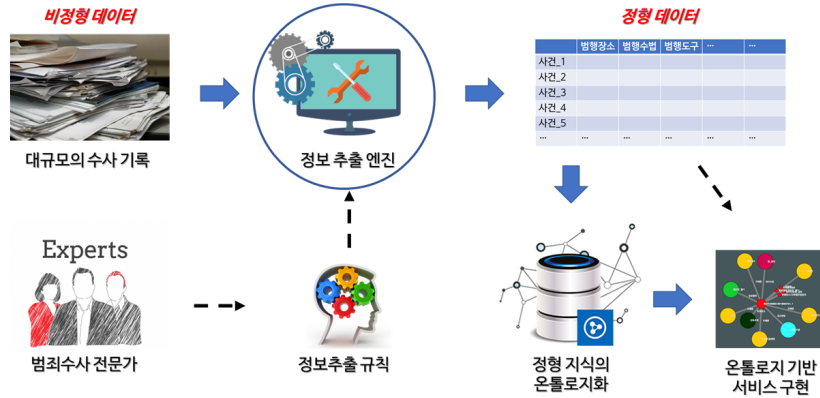 비정형 데이터
정형 데이터
범행장소 범행수법 범행도구 ... ...
사건_1
사건_2
사건_3
사건_4
사건_5
... ... ... ... ... ...
대규모의 수사 기록
정보 추출 엔진
Experts
범죄수사 전문가
정보추출 규칙
정형 지식의
온톨로지화
온톨로지 기반
서비스 구현